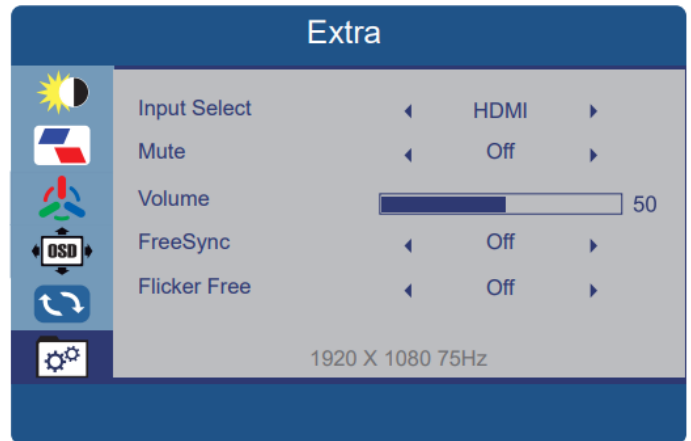 Extra
Input Select HDMI
Mute Off
Volume 50
FreeSync Off
OSD
Flicker Free Off
1920 X 1080 75Hz